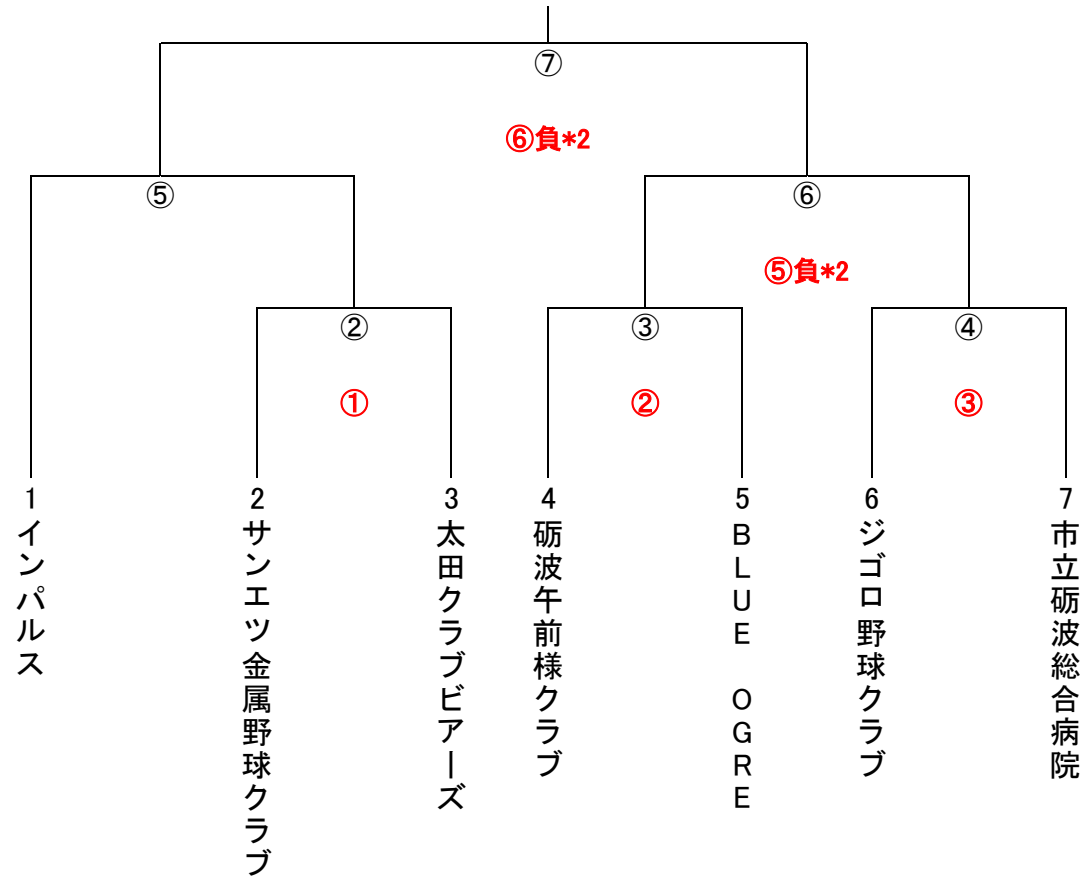 ⑦
⑥負*2
⑤
⑥
⑤負*2
②
③
④
①
②
③
1 インパルス
2 サンエツ金属野球クラブ
3 太田クラブビアーズ
4 砺波午前様クラブ
5 BLUE OGRE
6 ジゴロ野球クラブ
7 市立砺波総合病院